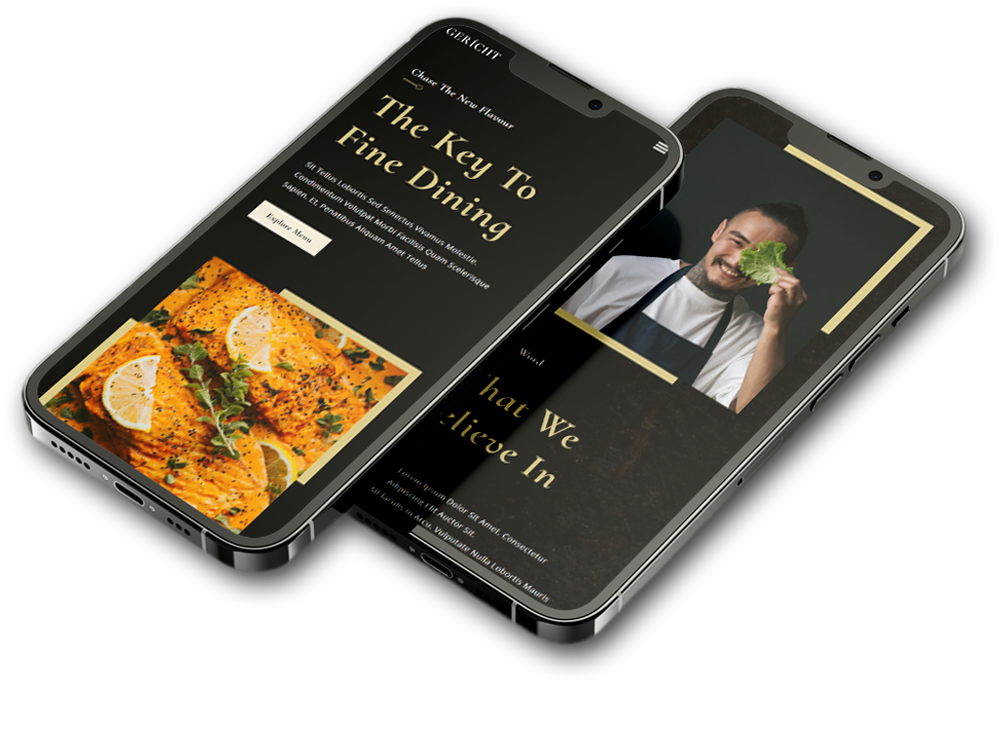 GERÍCHT
Chase The New Flavour
The Key To
Fine Dining
Sit Tellus Lobortis Sed Senectus Vivamus Molestie.
Condimentum Volutpat Morbi Facilisis Quam Scelerisque
Sapien. Et, Penatibus Aliquam Amet Tellus
Explore Menu
Word
hat We
elieve In
Lorem Ipsum Dolor Sit Amet, Consectetur
Adipiscing Elit Auctor Sit.
Sit Iaculis In Arcu. Vulputate Nulla Lobortis Mauris